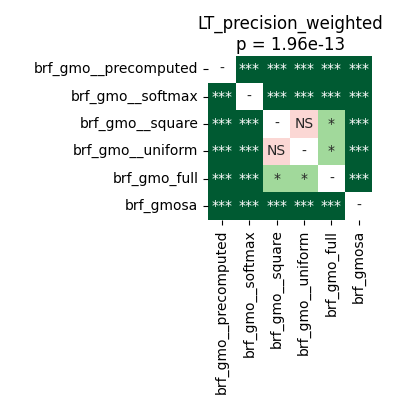 LT_precision_weighted
p = 1.96e-13
brf_gmo__precomputed - *** *** *** *** ***
brf_gmo__softmax *** - *** *** *** ***
brf_gmo__square *** *** - NS * ***
brf_gmo__uniform *** *** NS - * ***
brf_gmo_full *** *** * * - ***
brf_gmosa *** *** *** *** *** -
brf_gmo__precomputed
brf_gmo__softmax
brf_gmo__square
brf_gmo__uniform
brf_gmo_full
brf_gmosa